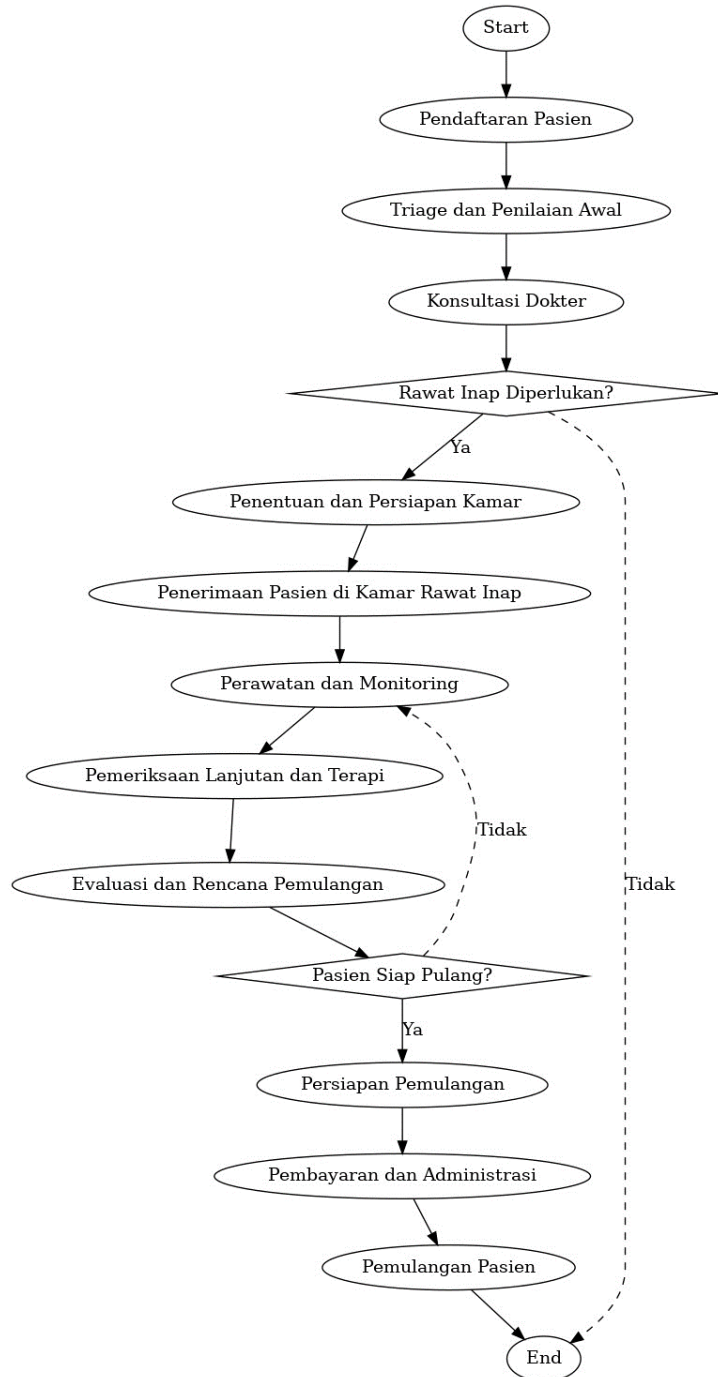 Start
Pendaftaran Pasien
Triage dan Penilaian Awal
Konsultasi Dokter
Rawat Inap Diperlukan?
Ya
Penentuan dan Persiapan Kamar
Penerimaan Pasien di Kamar Rawat Inap
Perawatan dan Monitoring
Pemeriksaan Lanjutan dan Terapi
Tidak
Evaluasi dan Rencana Pemulangan
Tidak
Pasien Siap Pulang?
Ya
Persiapan Pemulangan
Pembayaran dan Administrasi
Pemulangan Pasien
End